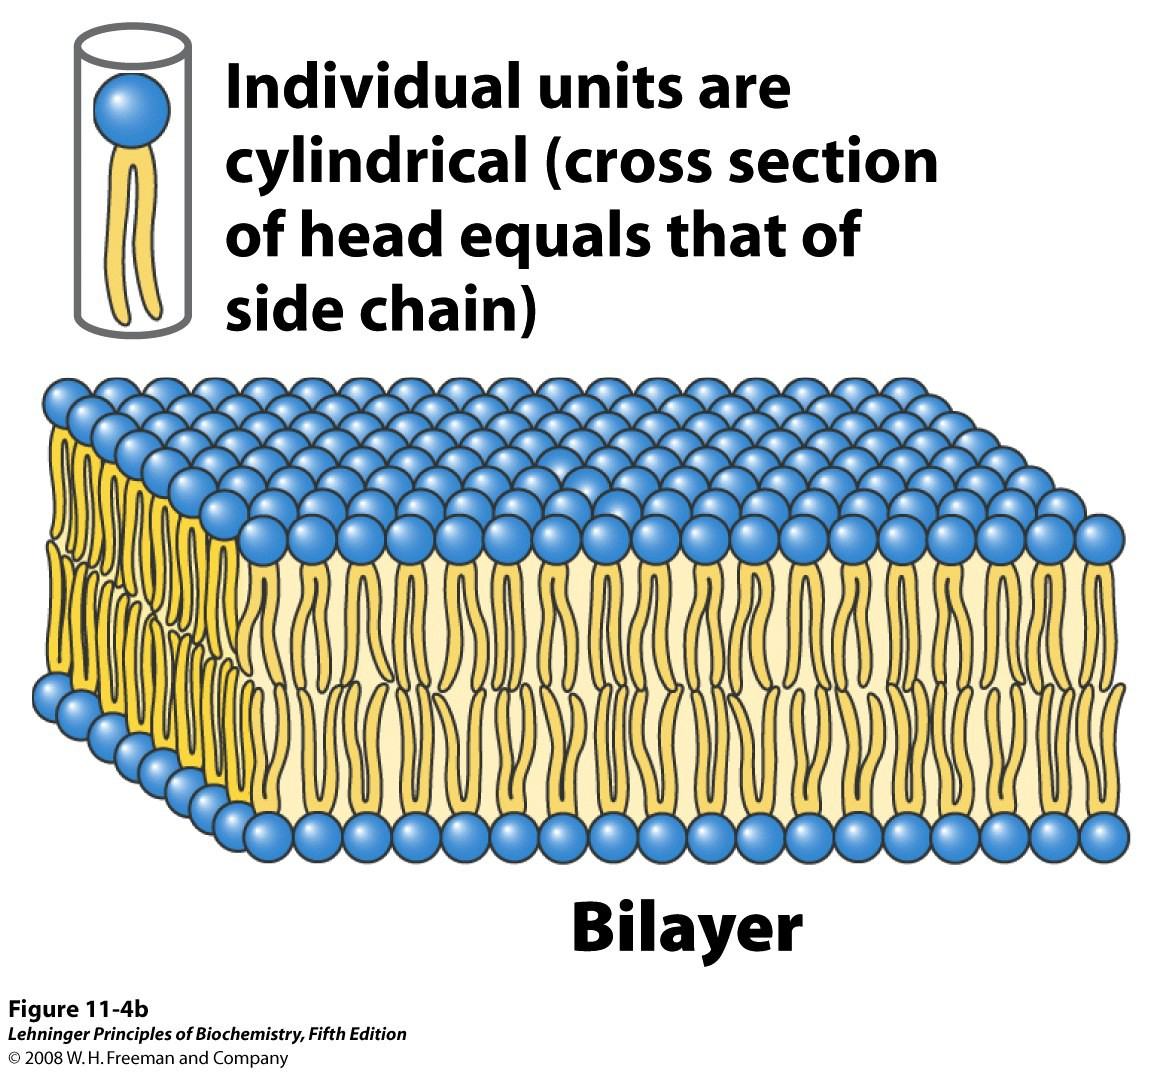 Individual units are
cylindrical (cross section
of head equals that of
side chain)
Bilayer
Figure 11-4b
Lehninger Principles of Biochemistry, Fifth Edition
© 2008 W. H. Freeman and Company